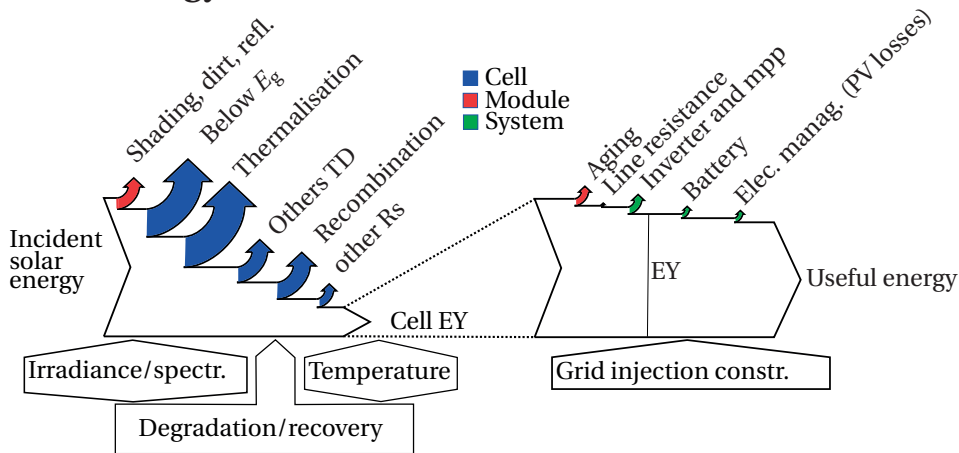 Shading, dirt, refl.
Below Eg
Thermalisation
Others TD
Recombination
other Rs
Cell
Module
System
Aging
Line resistance
Inverter and mpp
Battery
Elec. manag. (PV losses)
Incident
solar
energy
EY
Useful energy
Cell EY
Irradiance/spectr.
Temperature
Grid injection constr.
Degradation/recovery